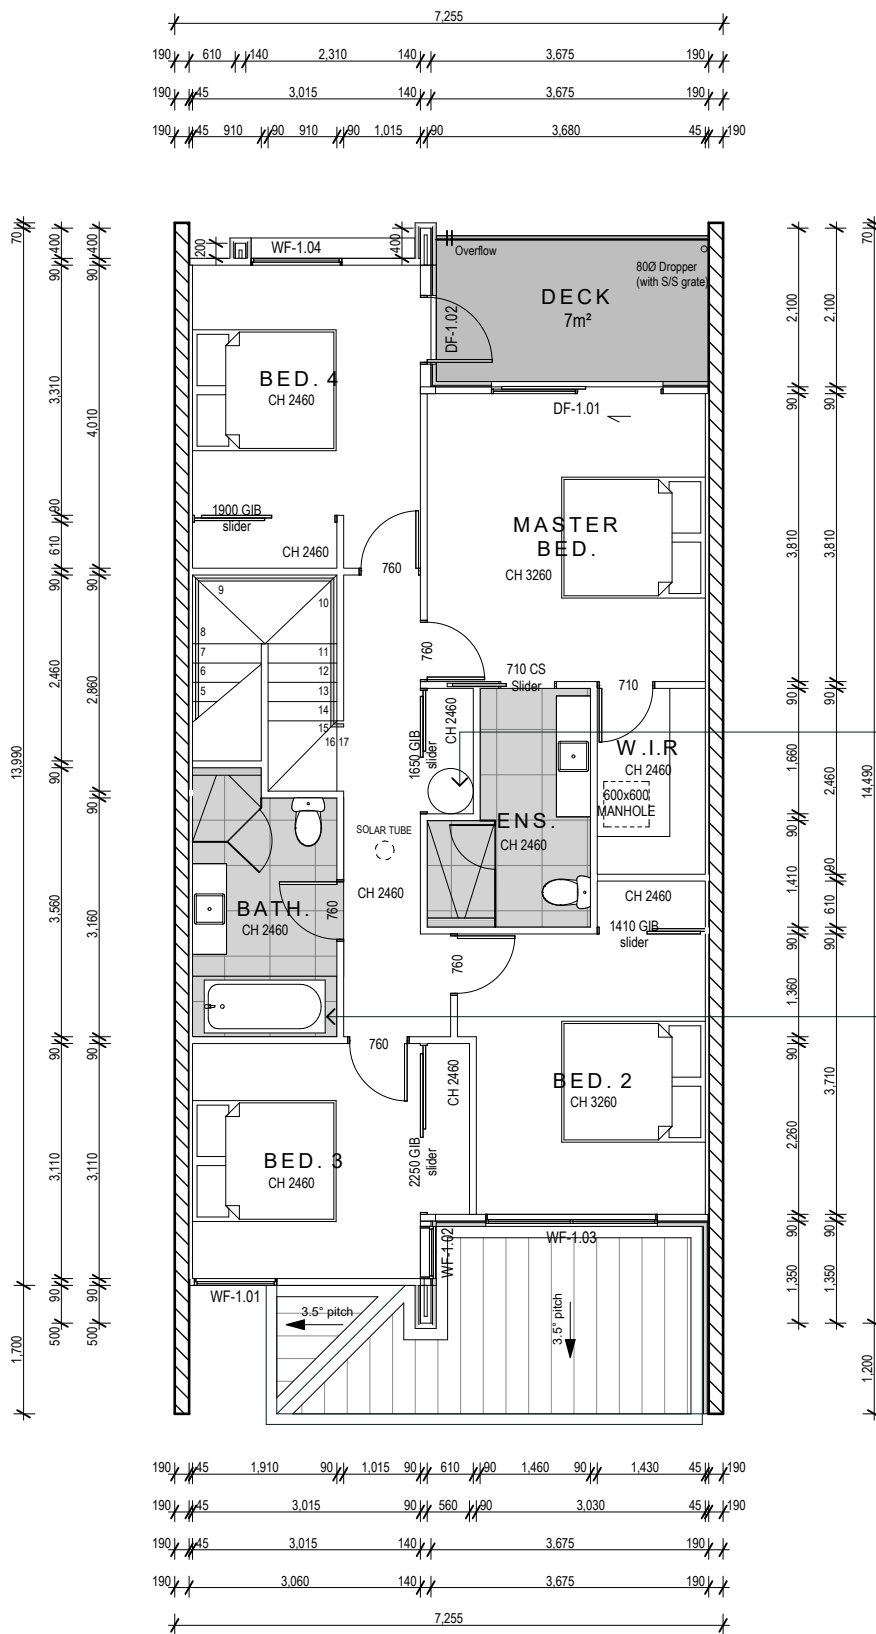 7,255
190 610 140 2,310 140 3,675 190
190 45 3,015 140 3,675 190
190 45 910 90 910 90 1,015 90 3,680 45 190
70 400 90 3,310 90 610 90 2,460 90 3,560 90 3,110 90 500
400 90 4,010 90 2,860 90 3,160 90 3,110 90 500
13,990
1,700
200
WF-1.04
400
Overflow
80Ø Dropper
(with S/S grate)
DECK
7m²
DF-1.02
BED. 4
CH 2460
DF-1.01
1900 GIB
slider
CH 2460
760
MASTER
BED.
CH 3260
9
10
8
7
6
5
11
12
13
14
15
16 17
760
710 CS
Slider
710
CH 2460
1650 GIB
slider
W.I.R
CH 2460
600x600
MANHOLE
SOLAR TUBE
ENS.
CH 2460
CH 2460
CH 2460
BATH.
CH 2460
760
1410 GIB
slider
760
760
CH 2460
BED. 2
CH 3260
BED. 3
CH 2460
2250 GIB
slider
WF-1.02
WF-1.03
WF-1.01
3.5° pitch
3.5° pitch
2,100 90 3,810 90 1,660 90 1,410 90 1,360 90 2,260 90 1,350
2,100 90 3,810 90 2,460 90 610 90 3,710 90 1,350
70
14,490
1,200
190 45 1,910 90 1,015 90 610 90 1,460 90 1,430 45 190
190 45 3,015 90 560 90 3,030 45 190
190 45 3,015 140 3,675 190
190 3,060 140 3,675 190
7,255